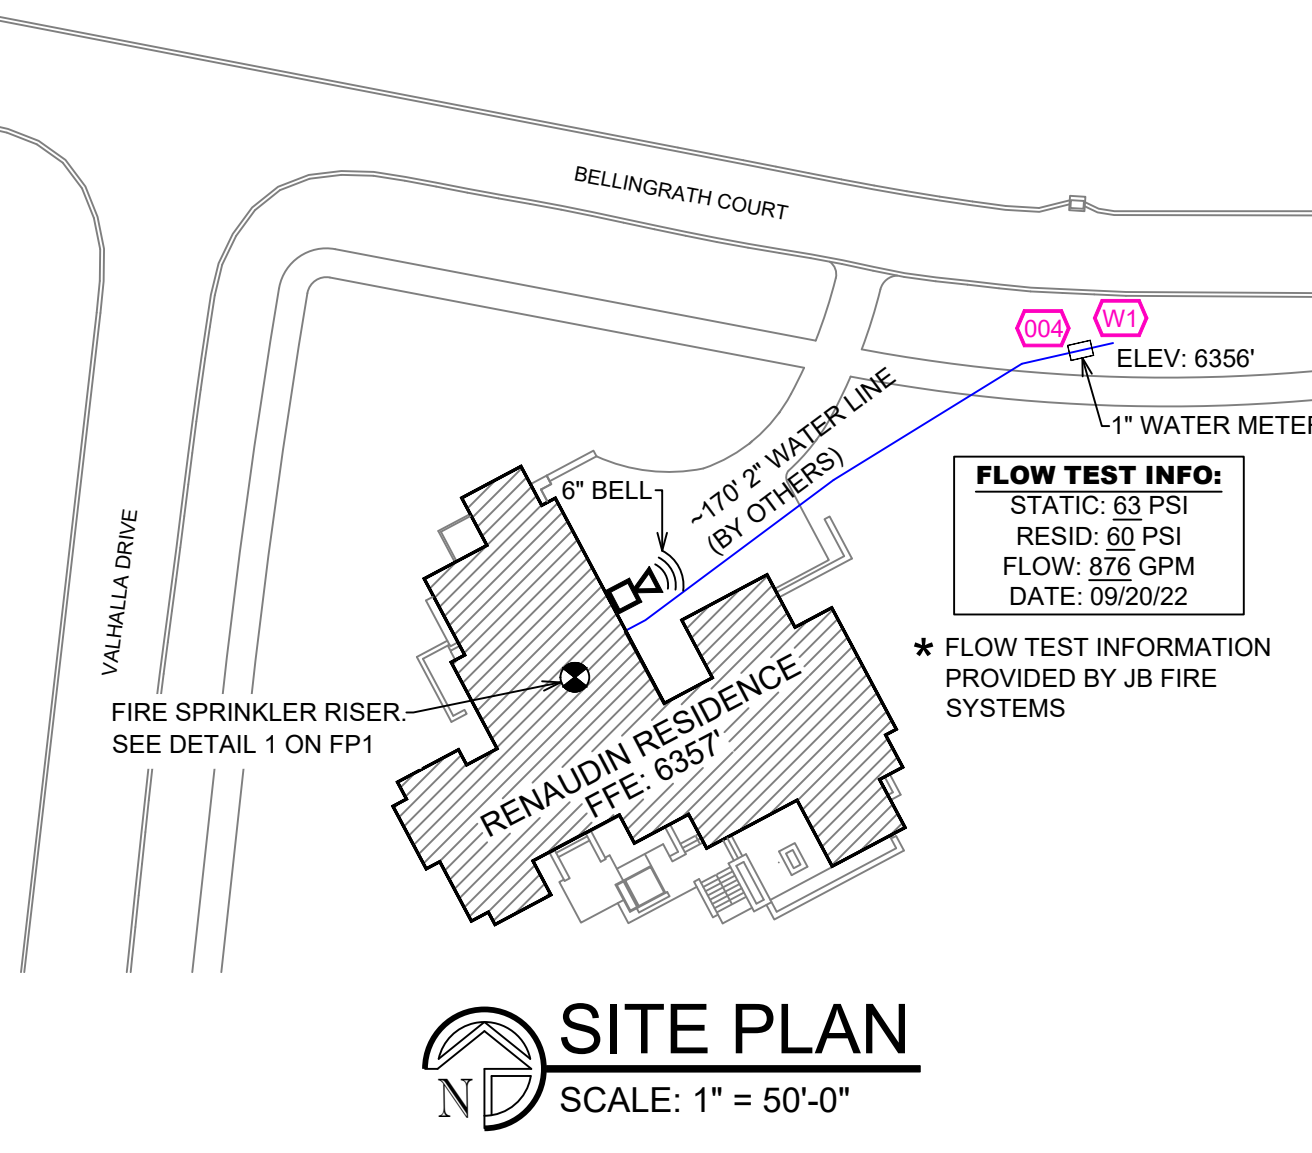 BELLINGRATH COURT
004
W1
ELEV: 6356'
1" WATER METER
~170' 2" WATER LINE
(BY OTHERS)
6" BELL
FLOW TEST INFO:
STATIC: 63 PSI
RESID: 60 PSI
FLOW: 876 GPM
DATE: 09/20/22
* FLOW TEST INFORMATION
PROVIDED BY JB FIRE
SYSTEMS
VALHALLA DRIVE
FIRE SPRINKLER RISER.
SEE DETAIL 1 ON FP1
RENAUDIN RESIDENCE
FFE: 6357'
N
SITE PLAN
SCALE: 1" = 50'-0"